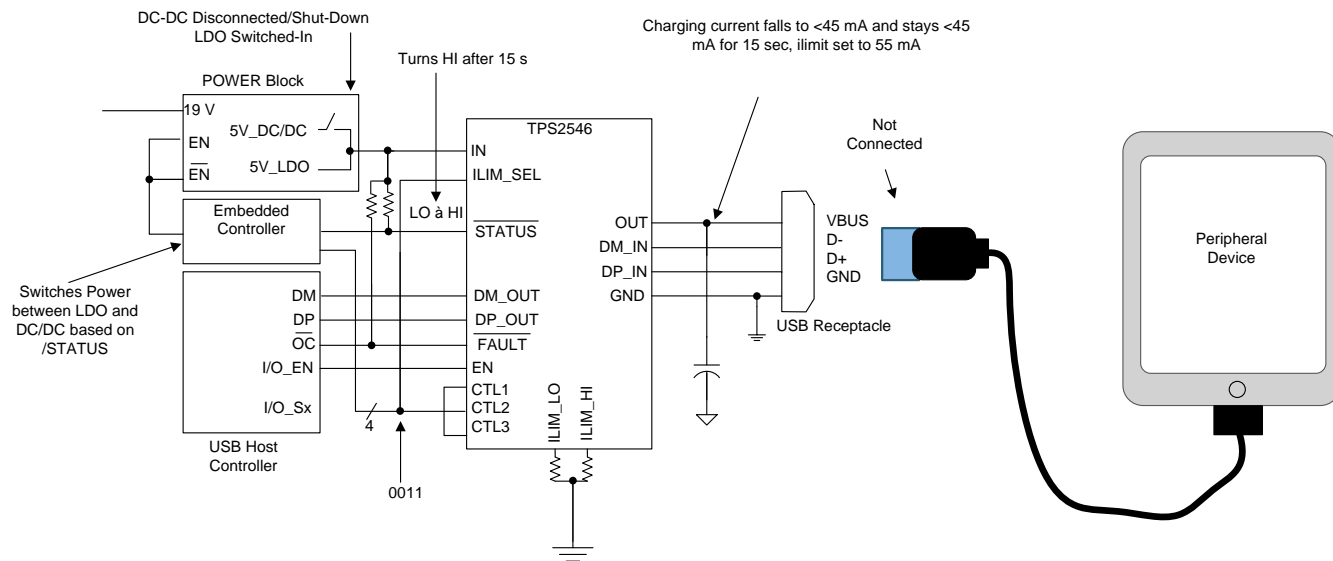 DC-DC Disconnected/Shut-Down
LDO Switched-In
Charging current falls to <45 mA and stays <45
mA for 15 sec, ilimit set to 55 mA
Turns HI after 15 s
POWER Block
19 V
EN
EN
5V_DC/DC
5V_LDO
LO à HI
TPS2546
IN
ILIM_SEL
STATUS
DM_OUT
DP_OUT
FAULT
EN
CTL1
CTL2
CTL3
ILIM_LO
ILIM_HI
OUT
DM_IN
DP_IN
GND
Not
Connected
VBUS
D-
D+
GND
USB Receptacle
Peripheral
Device
Embedded
Controller
Switches Power
between LDO and
DC/DC based on
/STATUS
DM
DP
OC
I/O_EN
I/O_Sx
USB Host
Controller
4
0011